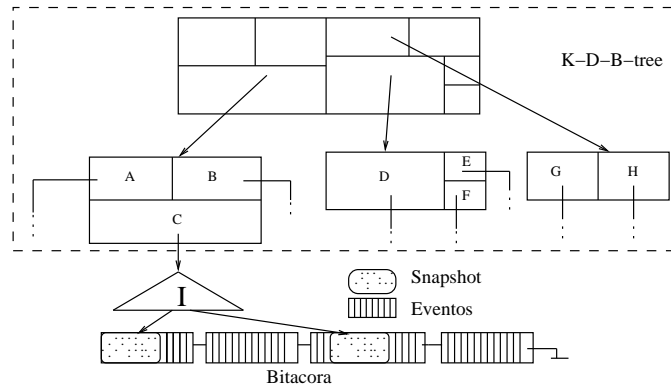 K-D-B-tree
A
B
C
D
E
F
G
H
I
Snapshot
Eventos
Bitacora